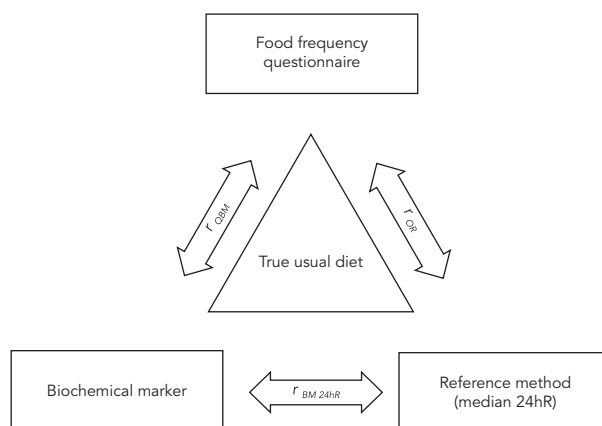 Food frequency
questionnaire
r QBM
r QR
True usual diet
Biochemical marker
r BM 24hR
Reference method
(median 24hR)